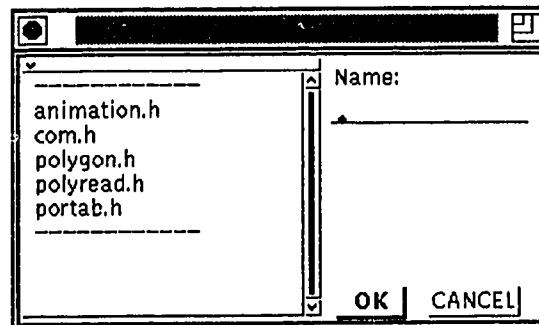 Name:
animation.h
com.h
polygon.h
polyread.h
portab.h
OK CANCEL